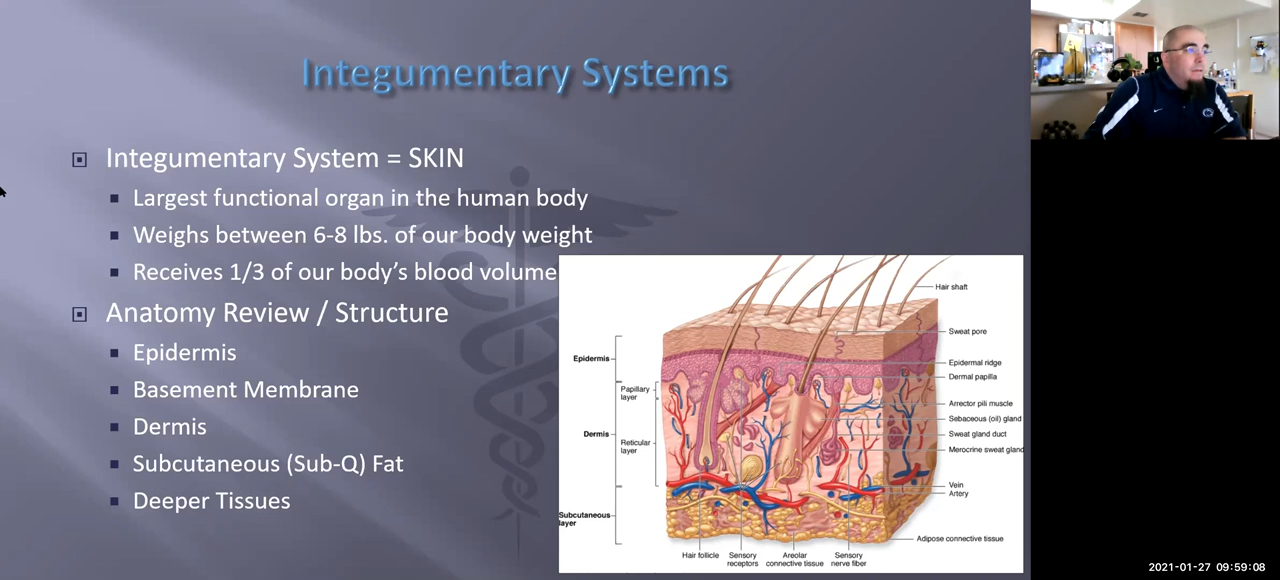 Integumentary Systems
Integumentary System = SKIN
Largest functional organ in the human body
Weighs between 6-8 lbs. of our body weight
Receives 1/3 of our body's blood volume
Anatomy Review / Structure
Epidermis
Basement Membrane
Dermis
Subcutaneous (Sub-Q) Fat
Deeper Tissues
Epidermis
Papillary
layer
Dermis
Reticular
layer
Subcutaneous
layer
Hair shaft
Sweat pore
Epidermal ridge
Dermal papilla
Arrector pili muscle
Sebaceous (oil) gland
Sweat gland duct
Merocrine sweat gland
Vein
Artery
Adipose connective tissue
Hair follicle
Sensory
receptors
Areolar
connective tissue
Sensory
nerve fiber
2021-01-27 09:59:08